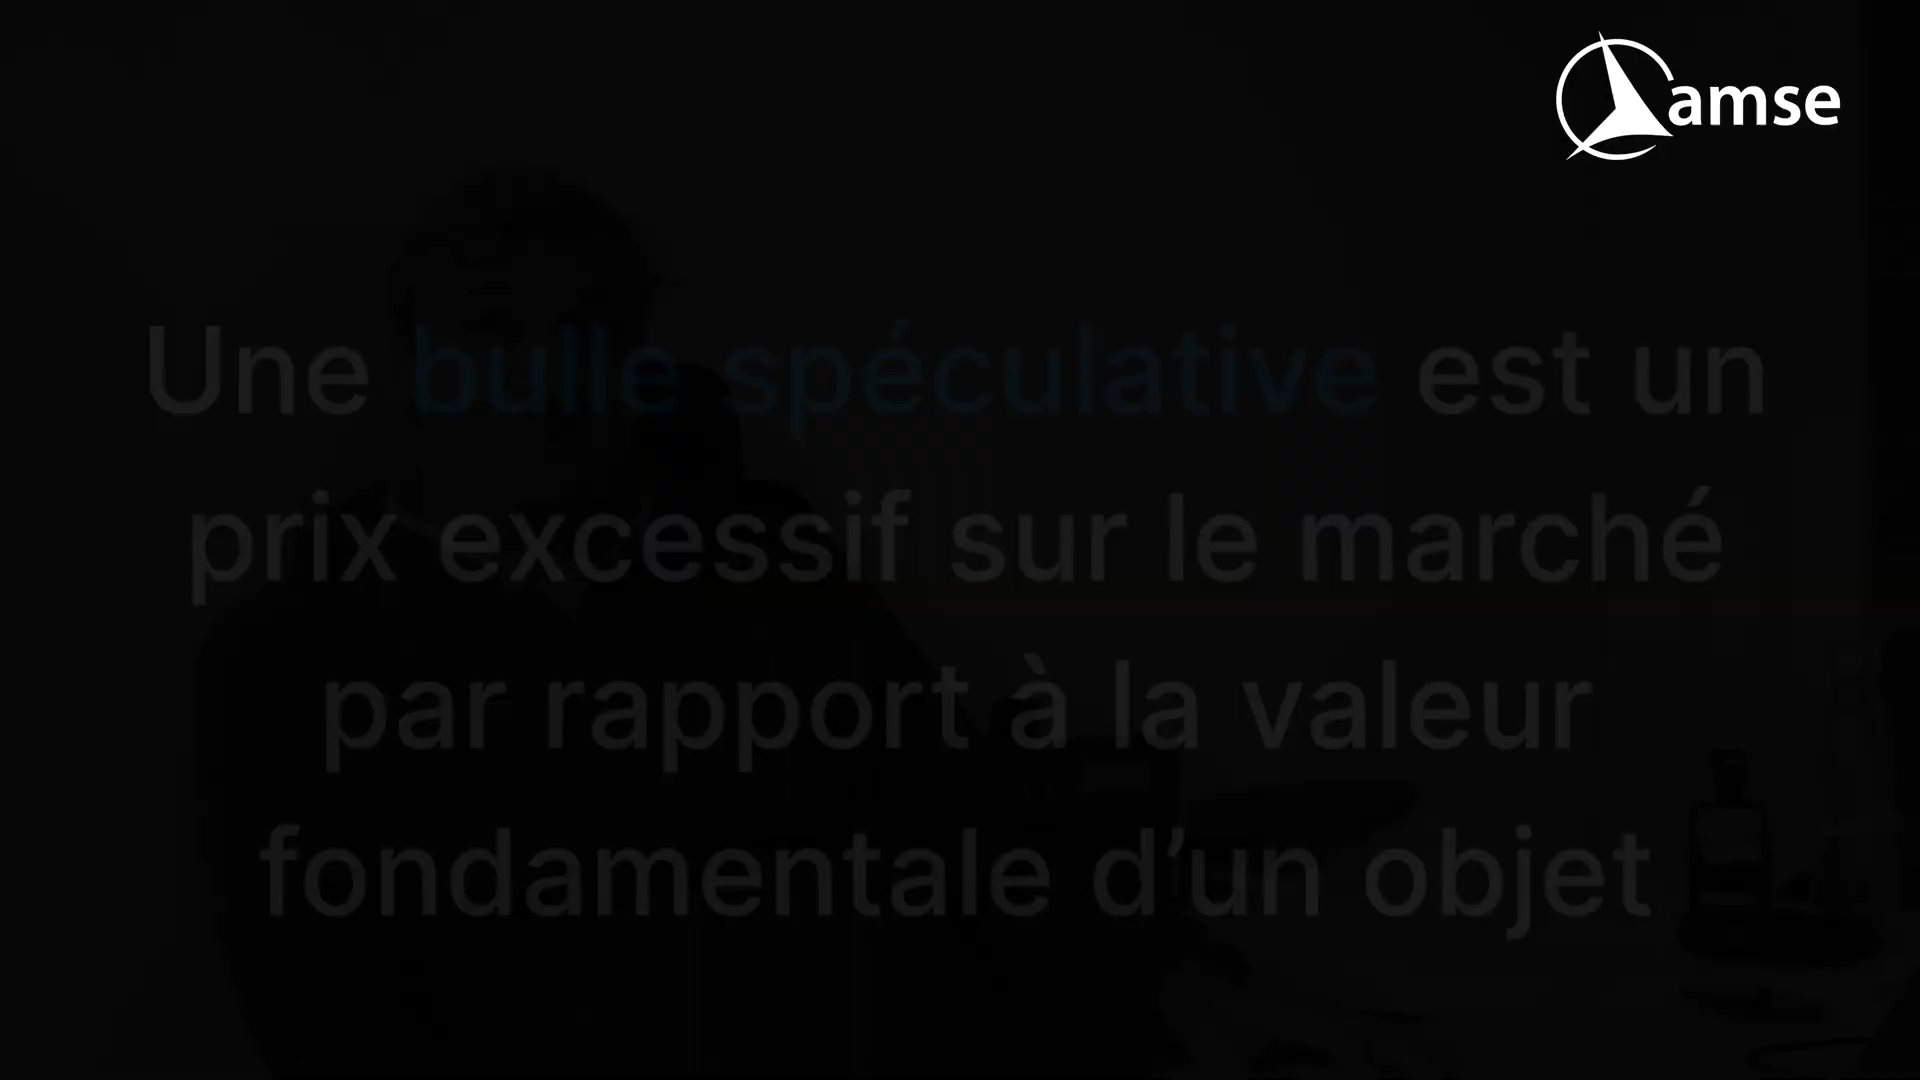 amse
Une bulle spéculative est un
prix excessif sur le marché
par rapport à la valeur
fondamentale d’un objet